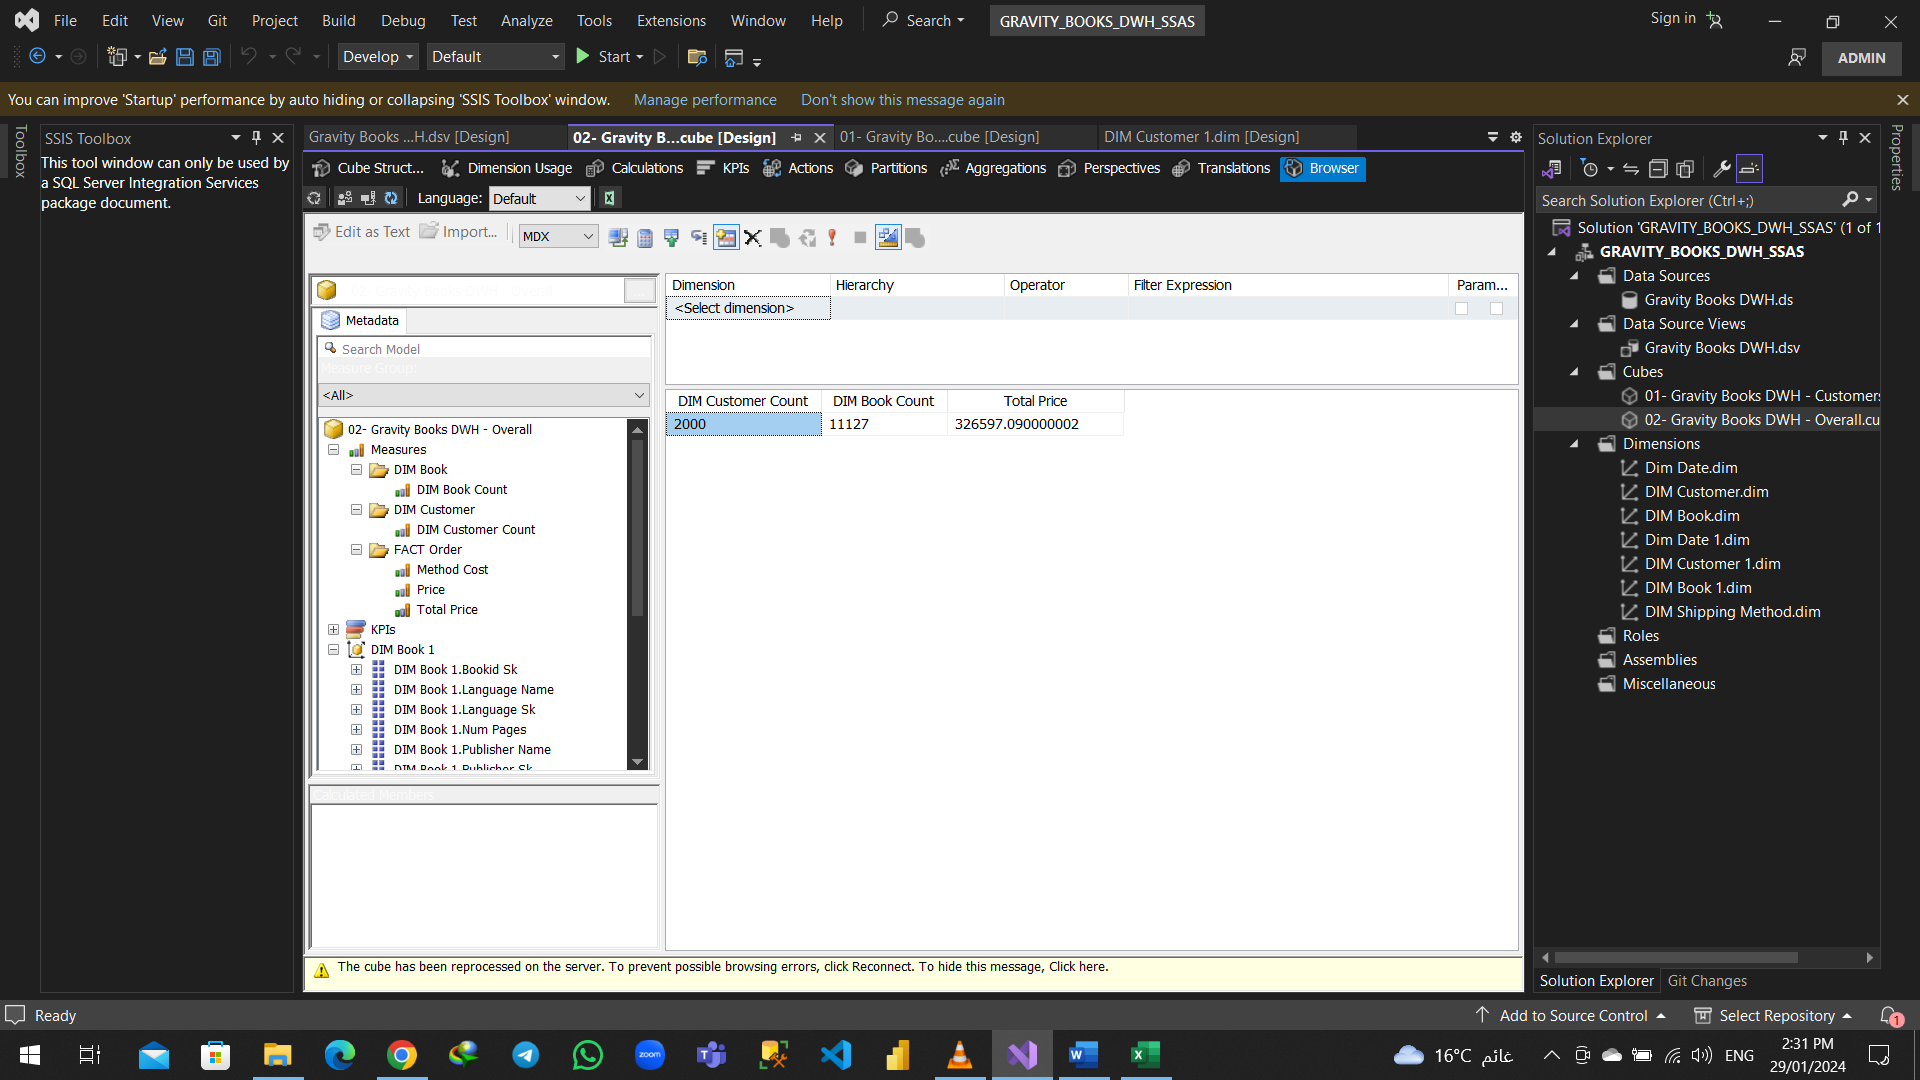 File Edit View Git Project Build Debug Test Analyze Tools Extensions Window Help Search GRAVITY_BOOKS_DWH_SSAS Sign in
Develop Default Start ADMIN
You can improve 'Startup' performance by auto hiding or collapsing 'SSIS Toolbox' window. Manage performance Don't show this message again
Toolbox
SSIS Toolbox
This tool window can only be used by
a SQL Server Integration Services
package document.
Gravity Books ...H.dsv [Design] 02- Gravity B...cube [Design] 01- Gravity Bo....cube [Design] DIM Customer 1.dim [Design]
Cube Struct... Dimension Usage Calculations KPIs Actions Partitions Aggregations Perspectives Translations Browser
Language: Default
Edit as Text Import... MDX
Metadata
Search Model
Measure Group:
<All>
02- Gravity Books DWH - Overall
Measures
DIM Book
DIM Book Count
DIM Customer
DIM Customer Count
FACT Order
Method Cost
Price
Total Price
KPIs
DIM Book 1
DIM Book 1.Bookid Sk
DIM Book 1.Language Name
DIM Book 1.Language Sk
DIM Book 1.Num Pages
DIM Book 1.Publisher Name
DIM Book 1.Publisher Sk
Calculated Members
Dimension Hierarchy Operator Filter Expression Param...
<Select dimension>
DIM Customer Count DIM Book Count Total Price
2000 11127 326597.090000002
The cube has been reprocessed on the server. To prevent possible browsing errors, click Reconnect. To hide this message, Click here.
Solution Explorer
Search Solution Explorer (Ctrl+;)
Solution 'GRAVITY_BOOKS_DWH_SSAS' (1 of 1
GRAVITY_BOOKS_DWH_SSAS
Data Sources
Gravity Books DWH.ds
Data Source Views
Gravity Books DWH.dsv
Cubes
01- Gravity Books DWH - Customers
02- Gravity Books DWH - Overall.cu
Dimensions
Dim Date.dim
DIM Customer.dim
DIM Book.dim
Dim Date 1.dim
DIM Customer 1.dim
DIM Book 1.dim
DIM Shipping Method.dim
Roles
Assemblies
Miscellaneous
Solution Explorer Git Changes
Properties
Ready Add to Source Control Select Repository 1
zoom 16°C غائم ENG 2:31 PM
29/01/2024